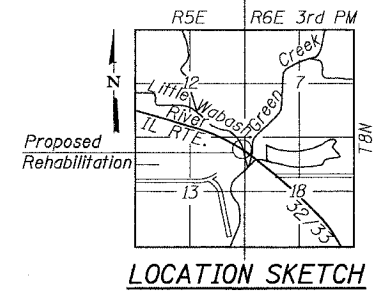 R5E R6E 3rd PM
N
T8N
Creek
Green
12
7
Little Wabash
River
IL RTE.
Proposed
Rehabilitation
13
18
32/33
LOCATION SKETCH